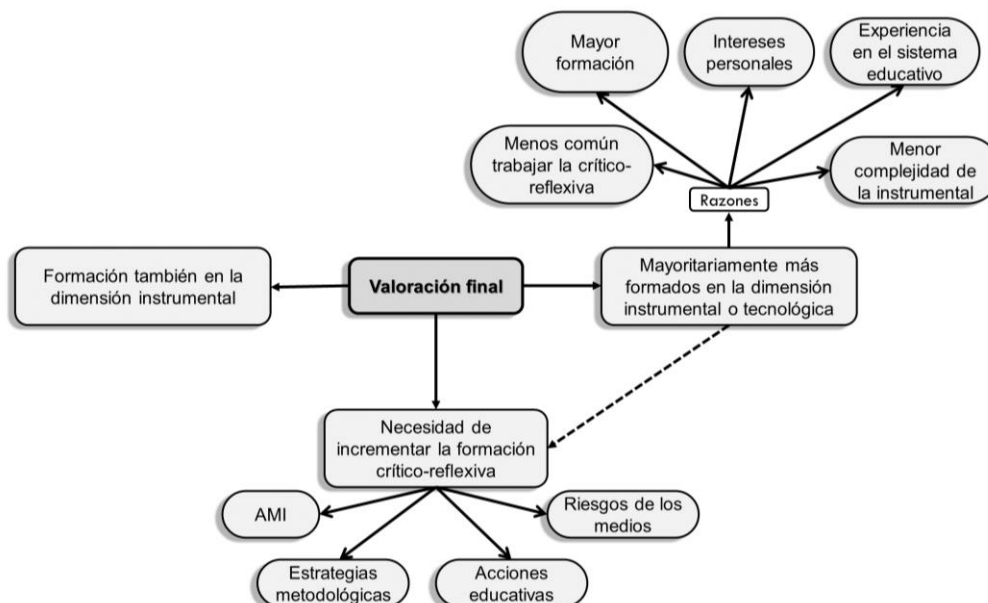 Mayor
formación
Intereses
personales
Experiencia
en el sistema
educativo
Menos común
trabajar la crítico-
reflexiva
Menor
complejidad de
la instrumental
Razones
Formación también en la
dimensión instrumental
Valoración final
Mayoritariamente más
formados en la dimensión
instrumental o tecnológica
Necesidad de
incrementar la formación
crítico-reflexiva
AMI
Riesgos de los
medios
Estrategias
metodológicas
Acciones
educativas